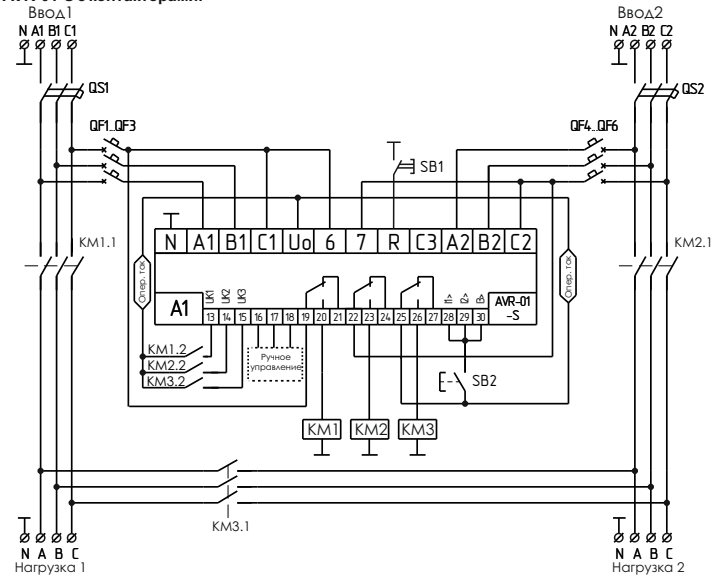 Ввод1
Ввод2
N A1 B1 C1
N A2 B2 C2
QS1
QS2
QF1...QF3
QF4...QF6
SB1
KM1.1
KM2.1
N A1 B1 C1 Uo 6 7 R C3 A2 B2 C2
Опер. ток
Опер. ток
UK1
UK2
UK3
I1>
I2>
I3>
A1
AVR-01
-S
13 14 15 16 17 18 19 20 21 22 23 24 25 26 27 28 29 30
KM1.2
KM2.2
KM3.2
Ручное
управление
SB2
KM1
KM2
KM3
KM3.1
N A B C
N A B C
Нагрузка 1
Нагрузка 2